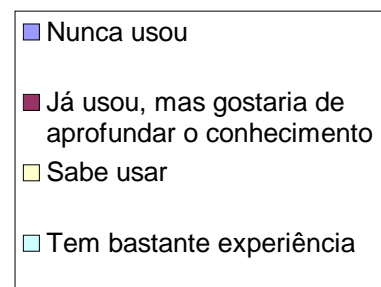 Nunca usou
Já usou, mas gostaria de
aprofundar o conhecimento
Sabe usar
Tem bastante experiência